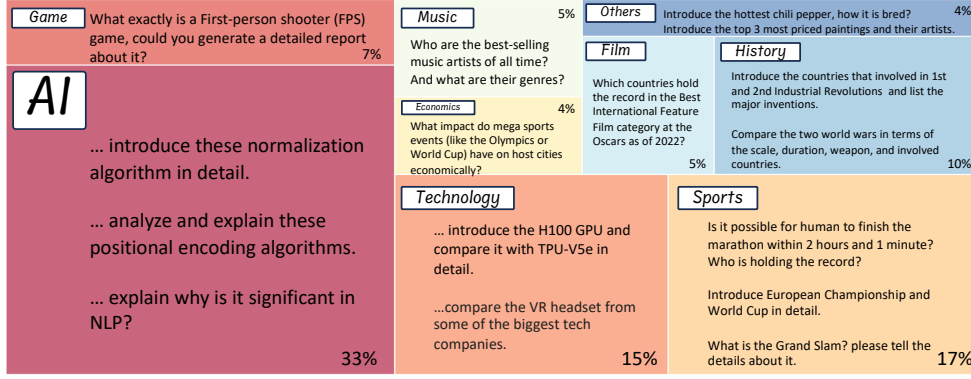 Game
What exactly is a First-person shooter (FPS)
game, could you generate a detailed report
about it?
7%
AI
... introduce these normalization
algorithm in detail.
... analyze and explain these
positional encoding algorithms.
... explain why is it significant in
NLP?
33%
Music
5%
Who are the best-selling
music artists of all time?
And what are their genres?
Economics
4%
What impact do mega sports
events (like the Olympics or
World Cup) have on host cities
economically?
Others
4%
Introduce the hottest chili pepper, how it is bred?
Introduce the top 3 most priced paintings and their artists.
Film
Which countries hold
the record in the Best
International Feature
Film category at the
Oscars as of 2022?
5%
History
Introduce the countries that involved in 1st
and 2nd Industrial Revolutions and list the
major inventions.
Compare the two world wars in terms of
the scale, duration, weapon, and involved
countries.
10%
Technology
... introduce the H100 GPU and
compare it with TPU-V5e in
detail.
...compare the VR headset from
some of the biggest tech
companies.
15%
Sports
Is it possible for human to finish the
marathon within 2 hours and 1 minute?
Who is holding the record?
Introduce European Championship and
World Cup in detail.
What is the Grand Slam? please tell the
details about it.
17%